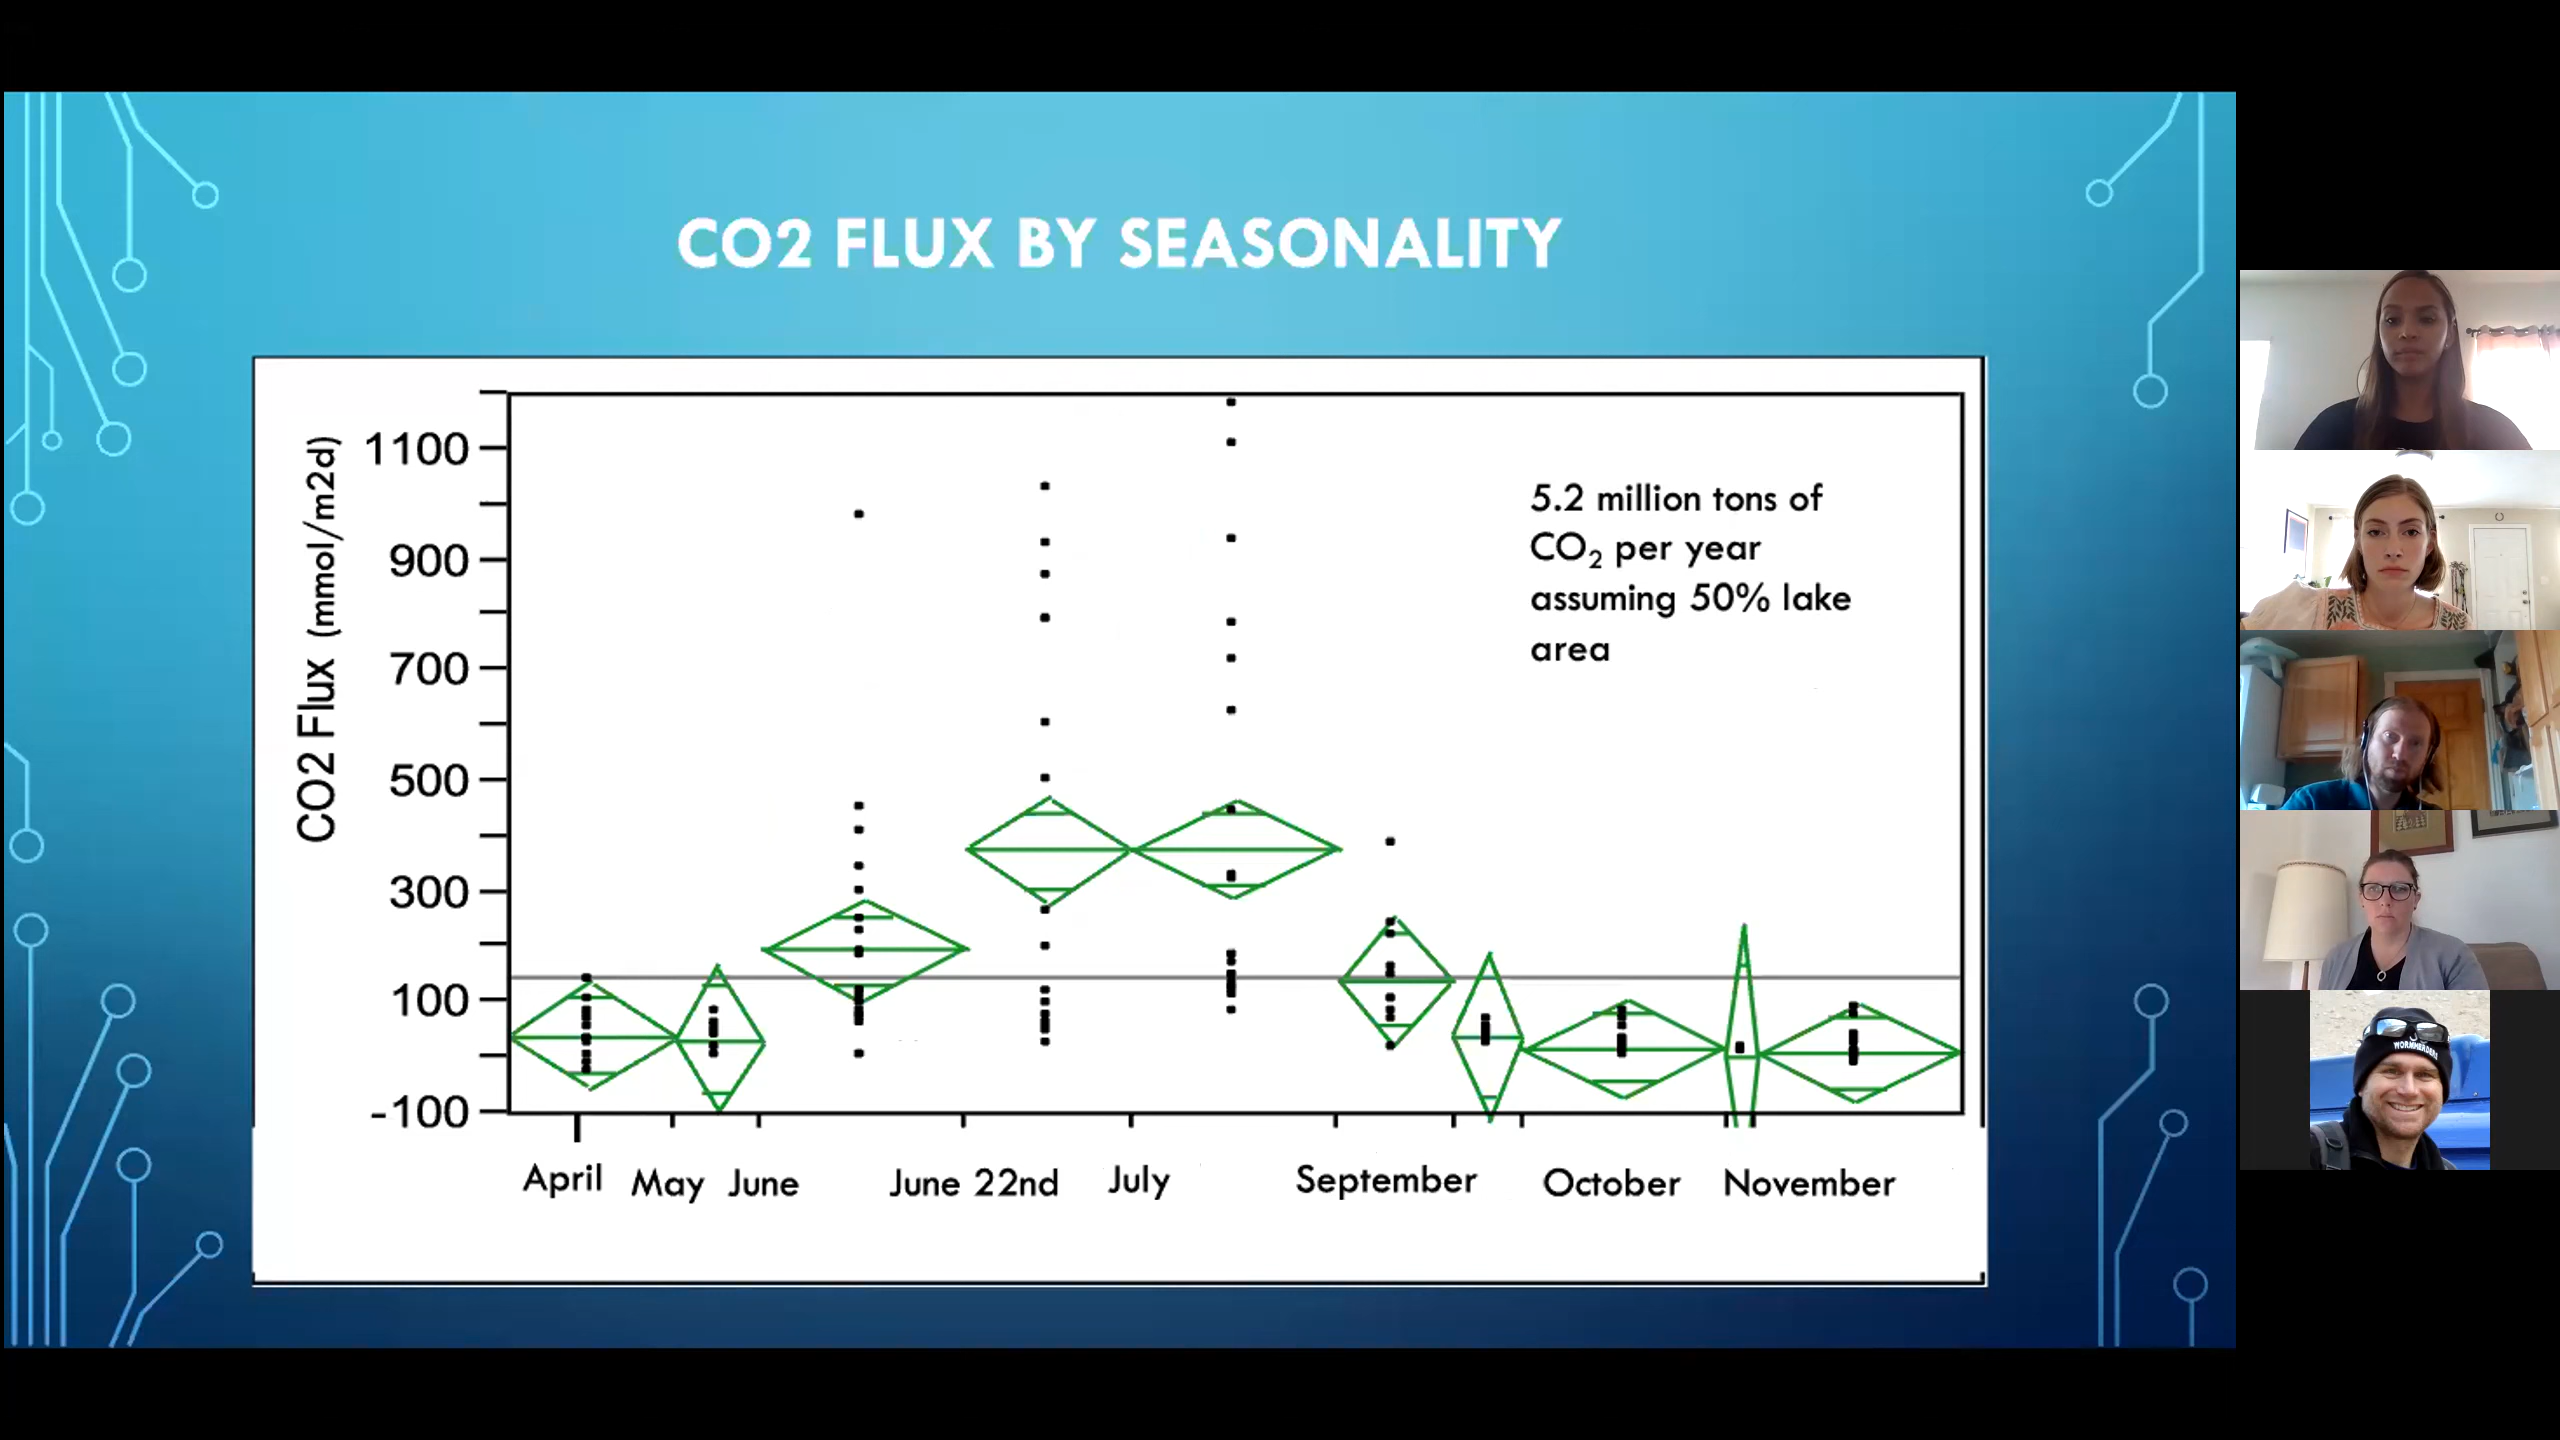 CO2 FLUX BY SEASONALITY
CO2 Flux (mmol/m2d)
1100
900
700
500
300
100
-100
5.2 million tons of
CO₂ per year
assuming 50% lake
area
April May June June 22nd July September October November